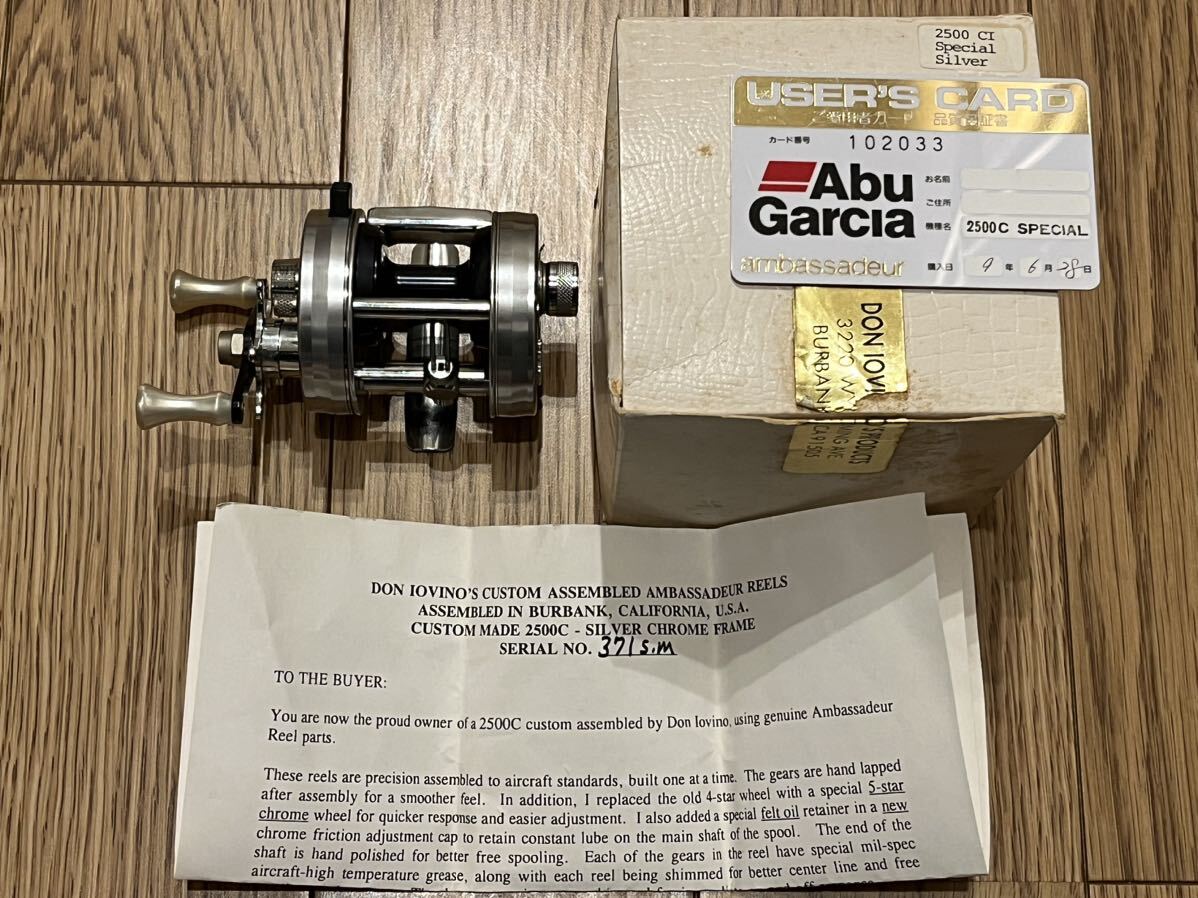 2500 CI
Special
Silver
USER'S CARD
ご愛用者カード 品質保証書
カード番号 102033
Abu
Garcia
お名前
ご住所
機種名 2500C SPECIAL
ambassadeur 購入日 9年6月28日
DON IOVI
3220 W
BURBAN
PRODUCTS
AVE
CA 91505
DON IOVINO'S CUSTOM ASSEMBLED AMBASSADEUR REELS
ASSEMBLED IN BURBANK, CALIFORNIA, U.S.A.
CUSTOM MADE 2500C - SILVER CHROME FRAME
SERIAL NO. 371 S.M
TO THE BUYER:
You are now the proud owner of a 2500C custom assembled by Don Iovino, using genuine Ambassadeur
Reel parts.
These reels are precision assembled to aircraft standards, built one at a time. The gears are hand lapped
after assembly for a smoother feel. In addition, I replaced the old 4-star wheel with a special 5-star
chrome wheel for quicker response and easier adjustment. I also added a special felt oil retainer in a new
chrome friction adjustment cap to retain constant lube on the main shaft of the spool. The end of the
shaft is hand polished for better free spooling. Each of the gears in the reel have special mil-spec
aircraft-high temperature grease, along with each reel being shimmed for better center line and free